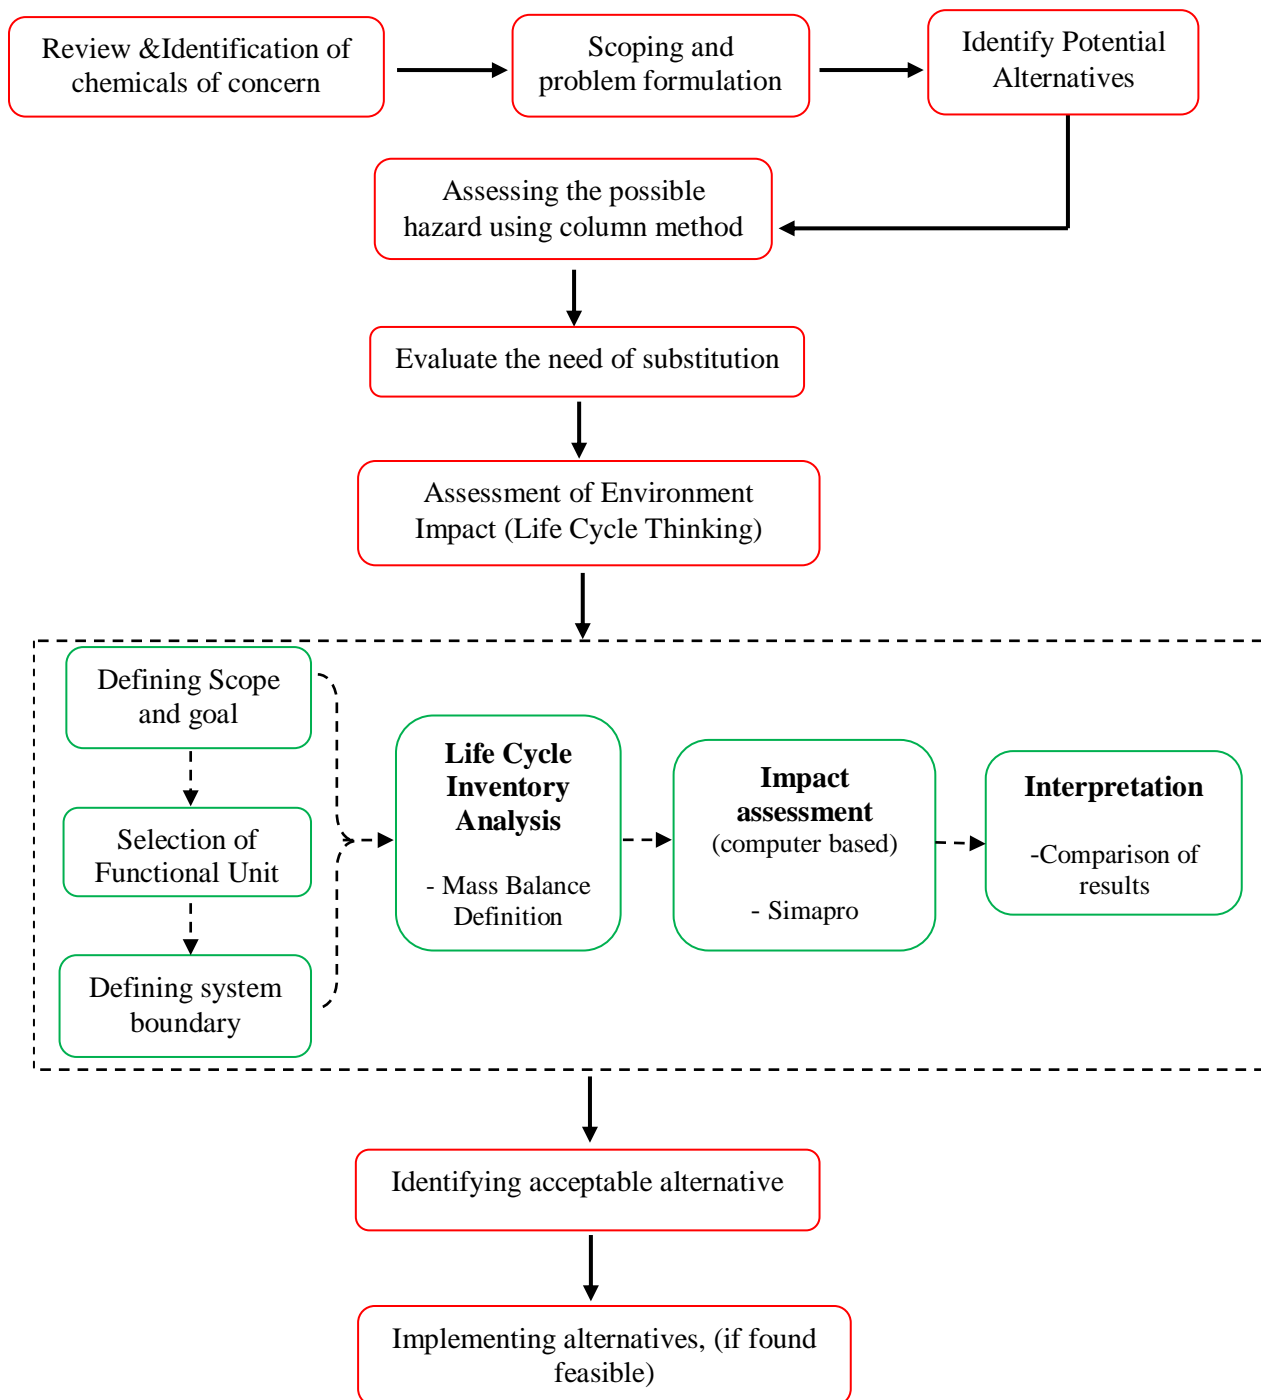 Review &Identification of
chemicals of concern
Scoping and
problem formulation
Identify Potential
Alternatives
Assessing the possible
hazard using column method
Evaluate the need of substitution
Assessment of Environment
Impact (Life Cycle Thinking)
Defining Scope
and goal
Selection of
Functional Unit
Defining system
boundary
Life Cycle
Inventory
Analysis
- Mass Balance
Definition
Impact
assessment
(computer based)
- Simapro
Interpretation
-Comparison of
results
Identifying acceptable alternative
Implementing alternatives, (if found
feasible)